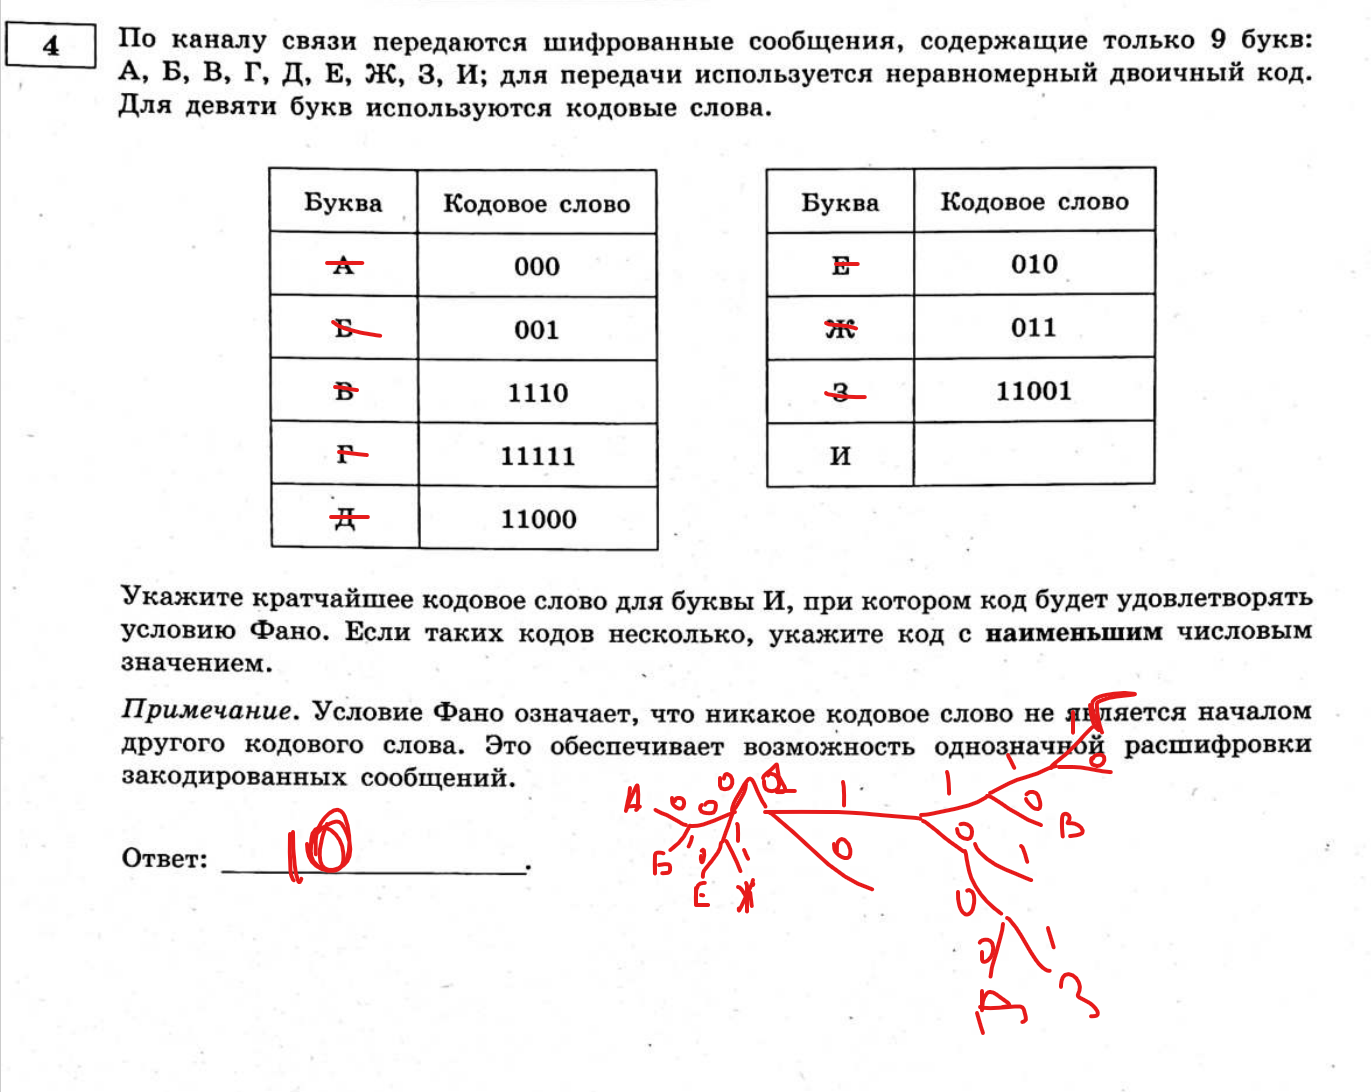 4
По каналу связи передаются шифрованные сообщения, содержащие только 9 букв:
А, Б, В, Г, Д, Е, Ж, З, И; для передачи используется неравномерный двоичный код.
Для девяти букв используются кодовые слова.
Буква Кодовое слово
А 000
Б 001
В 1110
Г 11111
Д 11000
Буква Кодовое слово
Е 010
Ж 011
З 11001
И
Укажите кратчайшее кодовое слово для буквы И, при котором код будет удовлетворять
условию Фано. Если таких кодов несколько, укажите код с наименьшим числовым
значением.
Примечание. Условие Фано означает, что никакое кодовое слово не является началом
другого кодового слова. Это обеспечивает возможность однозначной расшифровки
закодированных сообщений.
Ответ: 10.
А 0 0 0 1 1 1 1 Г
0
Б 1 1 0 0 В
0 1 0 1
Е Ж 0
0 1
Д З